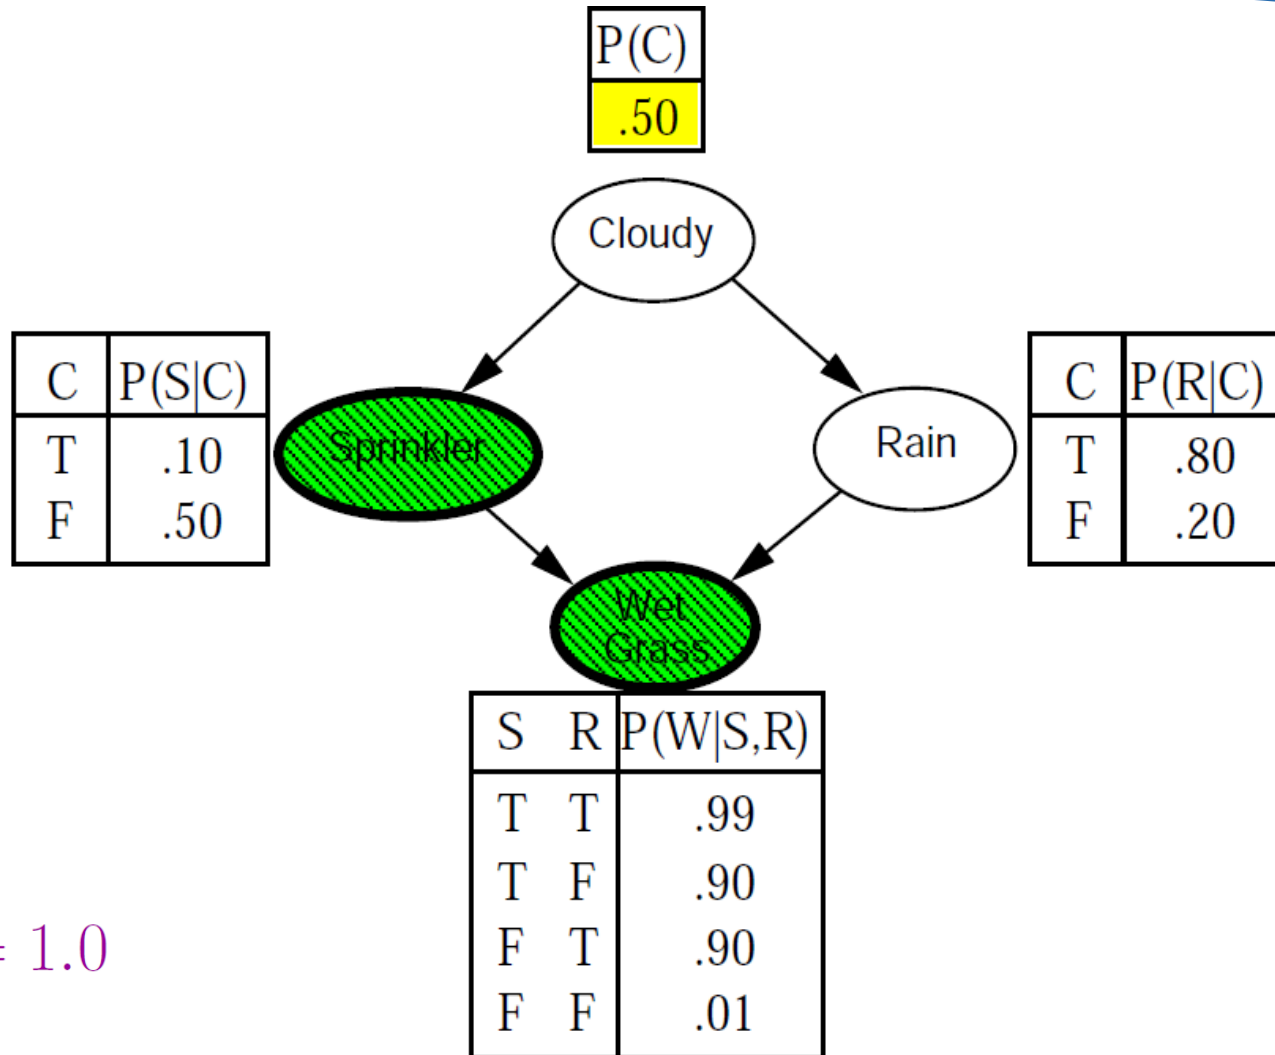 P(C)
.50
Cloudy
C P(S|C)
T .10
F .50
Sprinkler
Rain
C P(R|C)
T .80
F .20
Wet
Grass
S R P(W|S,R)
T T .99
T F .90
F T .90
F F .01
= 1.0